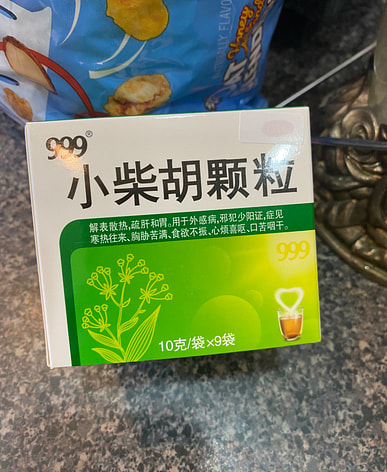 HONEY
999®
小柴胡颗粒
解表散热,疏肝和胃。用于外感病,邪犯少阳证,症见
寒热往来、胸胁苦满、食欲不振、心烦喜呕、口苦咽干。
999
10克/袋×9袋